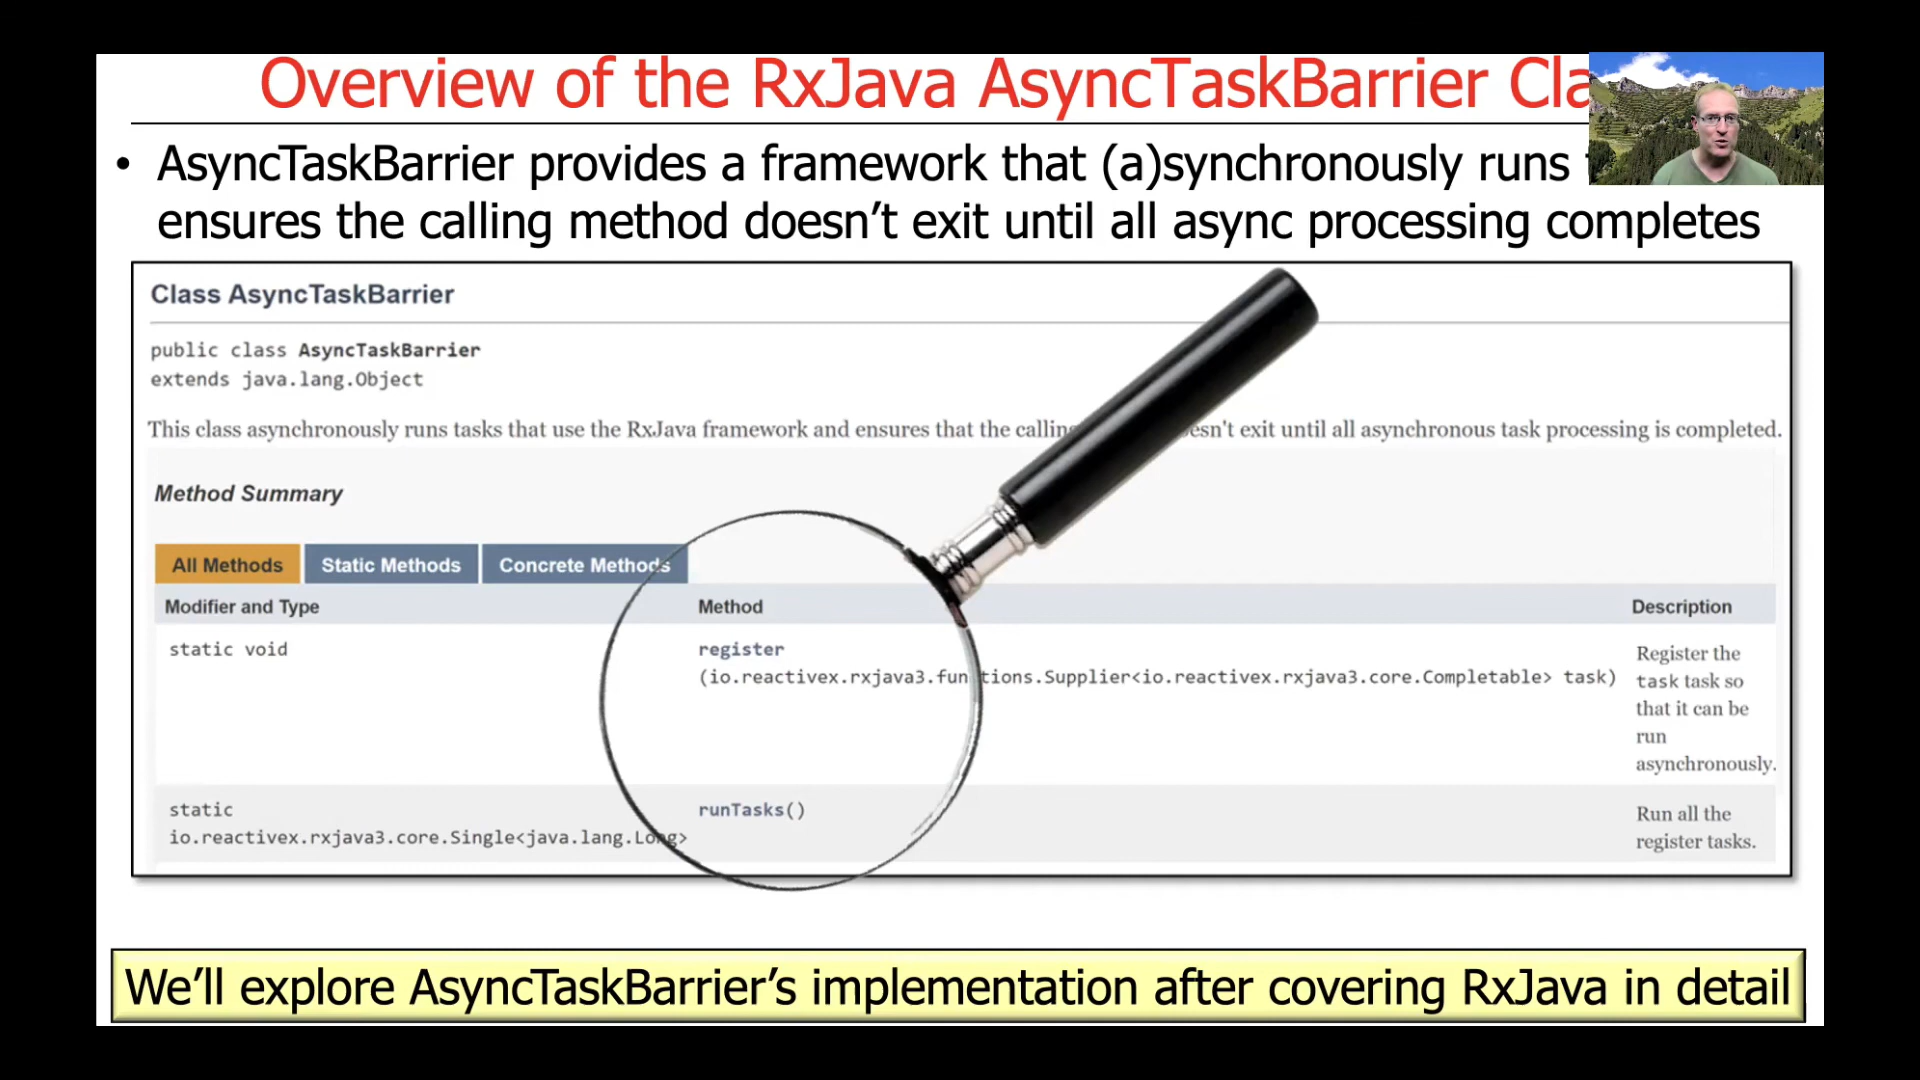 Overview of the RxJava AsyncTaskBarrier Cla
• AsyncTaskBarrier provides a framework that (a)synchronously runs
ensures the calling method doesn’t exit until all async processing completes
Class AsyncTaskBarrier
public class AsyncTaskBarrier
extends java.lang.Object
This class asynchronously runs tasks that use the RxJava framework and ensures that the calling esn't exit until all asynchronous task processing is completed.
Method Summary
All Methods Static Methods Concrete Methods
Modifier and Type Method Description
static void register Register the
(io.reactivex.rxjava3.functions.Supplier<io.reactivex.rxjava3.core.Completable> task) task task so
that it can be
run
asynchronously.
static runTasks() Run all the
io.reactivex.rxjava3.core.Single<java.lang.Long> register tasks.
We’ll explore AsyncTaskBarrier’s implementation after covering RxJava in detail